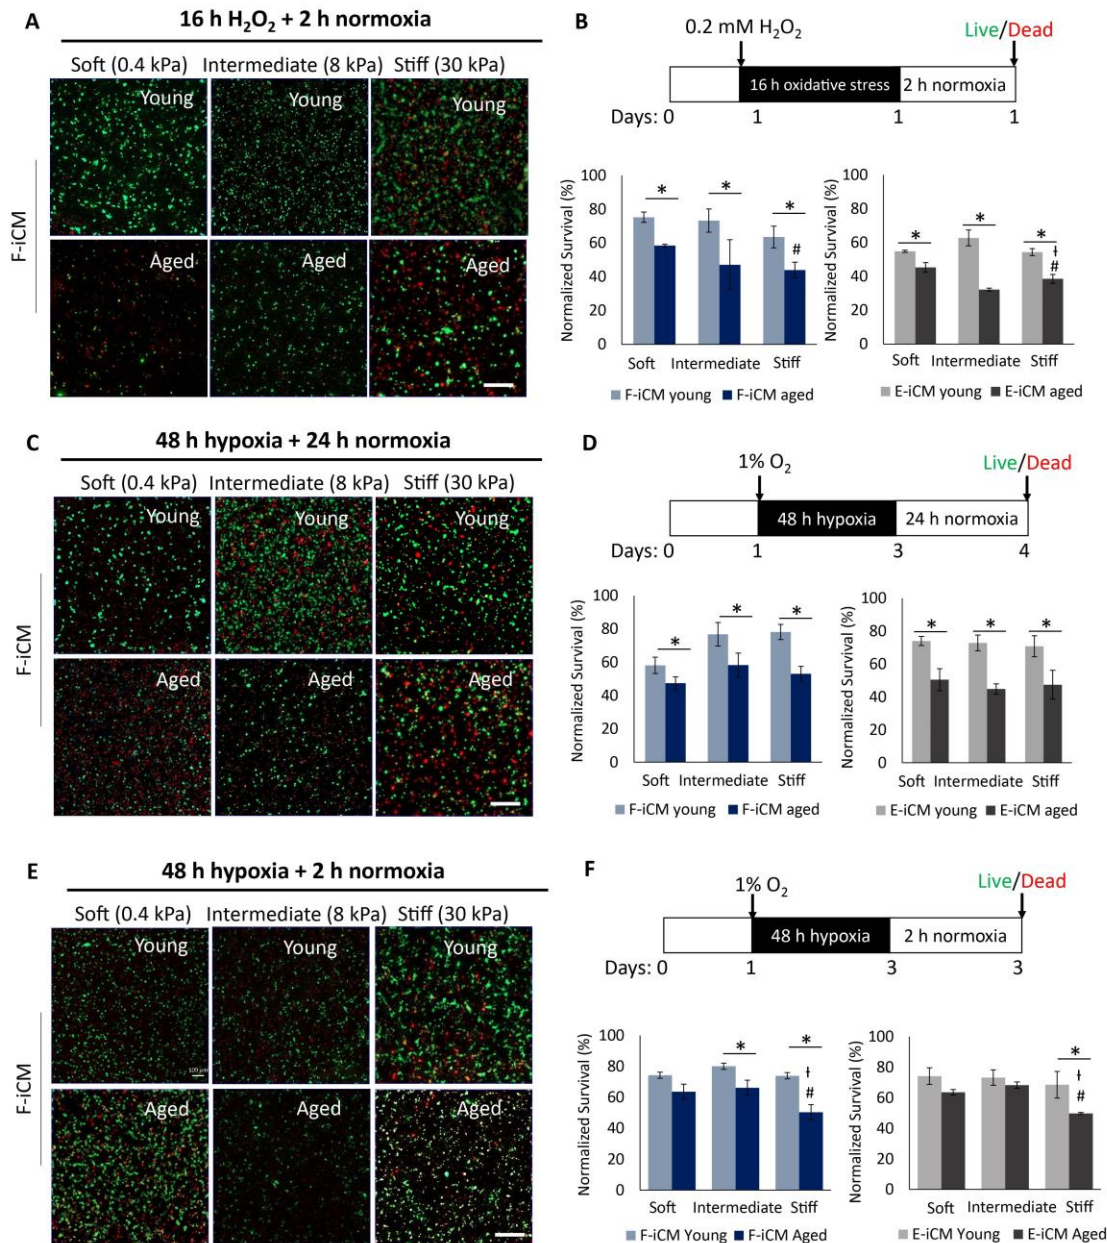 A
16 h H₂O₂ + 2 h normoxia
Soft (0.4 kPa) Intermediate (8 kPa) Stiff (30 kPa)
Young Young Young
F-iCM
Aged Aged Aged
B
0.2 mM H₂O₂ Live/Dead
16 h oxidative stress 2 h normoxia
Days: 0 1 1 1
Normalized Survival (%)
100
80
60
40
20
0
* * *
#
Soft Intermediate Stiff
F-iCM young F-iCM aged
Normalized Survival (%)
100
80
60
40
20
0
* * *
ƚ
#
Soft Intermediate Stiff
E-iCM young E-iCM aged
C
48 h hypoxia + 24 h normoxia
Soft (0.4 kPa) Intermediate (8 kPa) Stiff (30 kPa)
Young Young Young
F-iCM
Aged Aged Aged
D
1% O₂ Live/Dead
48 h hypoxia 24 h normoxia
Days: 0 1 3 4
Normalized Survival (%)
100
80
60
40
20
0
* * *
Soft Intermediate Stiff
F-iCM young F-iCM aged
Normalized Survival (%)
100
80
60
40
20
0
* * *
Soft Intermediate Stiff
E-iCM young E-iCM aged
E
48 h hypoxia + 2 h normoxia
Soft (0.4 kPa) Intermediate (8 kPa) Stiff (30 kPa)
Young Young Young
100 µm
F-iCM
Aged Aged Aged
F
1% O₂ Live/Dead
48 h hypoxia 2 h normoxia
Days: 0 1 3 3
Normalized Survival (%)
100
80
60
40
20
0
* *
ƚ
#
Soft Intermediate Stiff
F-iCM Young F-iCM Aged
Normalized Survival (%)
100
80
60
40
20
0
*
ƚ
#
Soft Intermediate Stiff
E-iCM Young E-iCM Aged